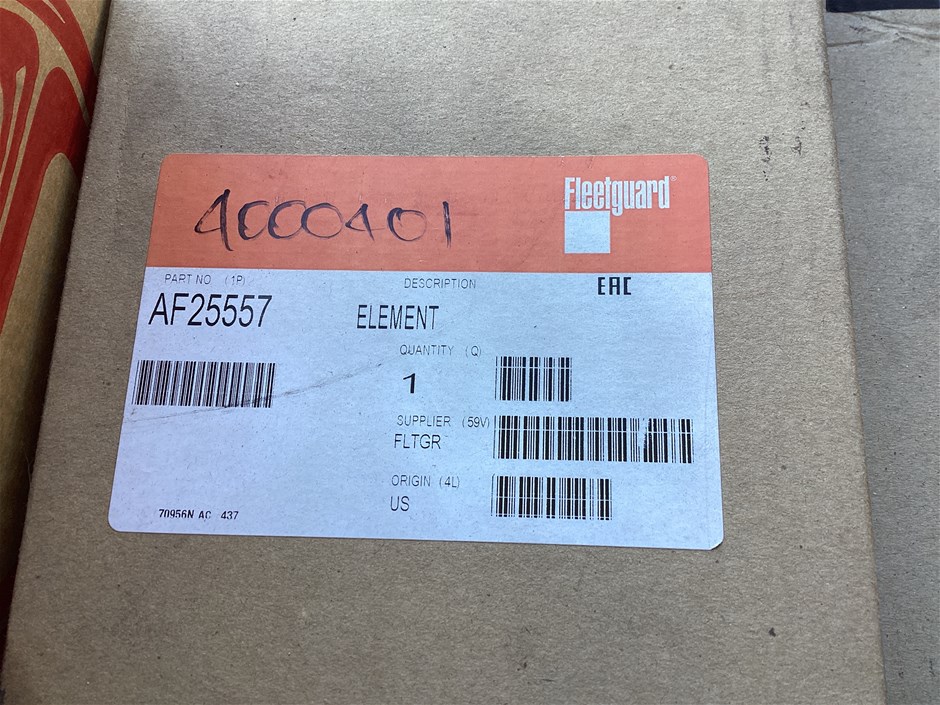 4000401
Fleetguard
PART NO (1P)
AF25557
DESCRIPTION
ELEMENT
EAC
QUANTITY (Q)
1
SUPPLIER (59V)
FLTGR
ORIGIN (4L)
US
70956N AC 437